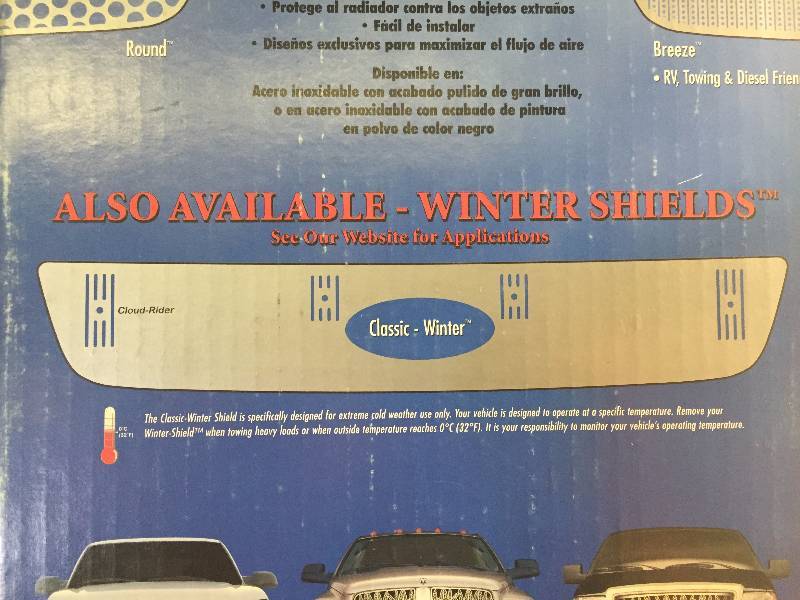 • Protege al radiador contra los objetos extraños
• Fácil de instalar
• Diseños exclusivos para maximizar el flujo de aire
Round™
Breeze™
• RV, Towing & Diesel Frien
Disponible en:
Acero inoxidable con acabado pulido de gran brillo,
o en acero inoxidable con acabado de pintura
en polvo de color negro
ALSO AVAILABLE - WINTER SHIELDS™
See Our Website for Applications
Cloud-Rider
Classic - Winter™
0°C
(32°F)
The Classic-Winter Shield is specifically designed for extreme cold weather use only. Your vehicle is designed to operate at a specific temperature. Remove your
Winter-Shield™ when towing heavy loads or when outside temperature reaches 0°C (32°F). It is your responsibility to monitor your vehicle's operating temperature.